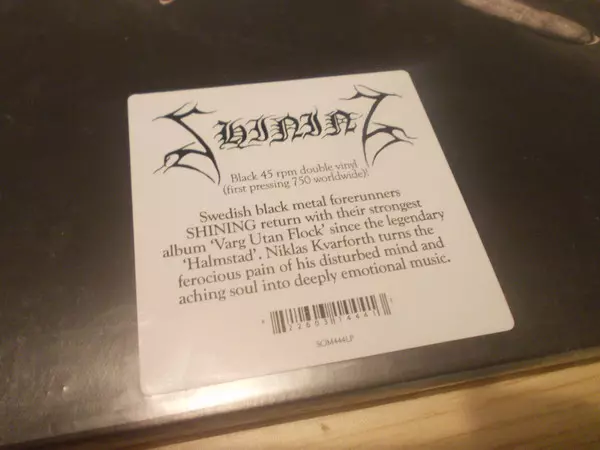 SHINING
Black 45 rpm double vinyl
(first pressing 750 worldwide)!
Swedish black metal forerunners
SHINING return with their strongest
album 'Varg Utan Flock' since the legendary
'Halmstad'. Niklas Kvarforth turns the
ferocious pain of his disturbed mind and
aching soul into deeply emotional music.